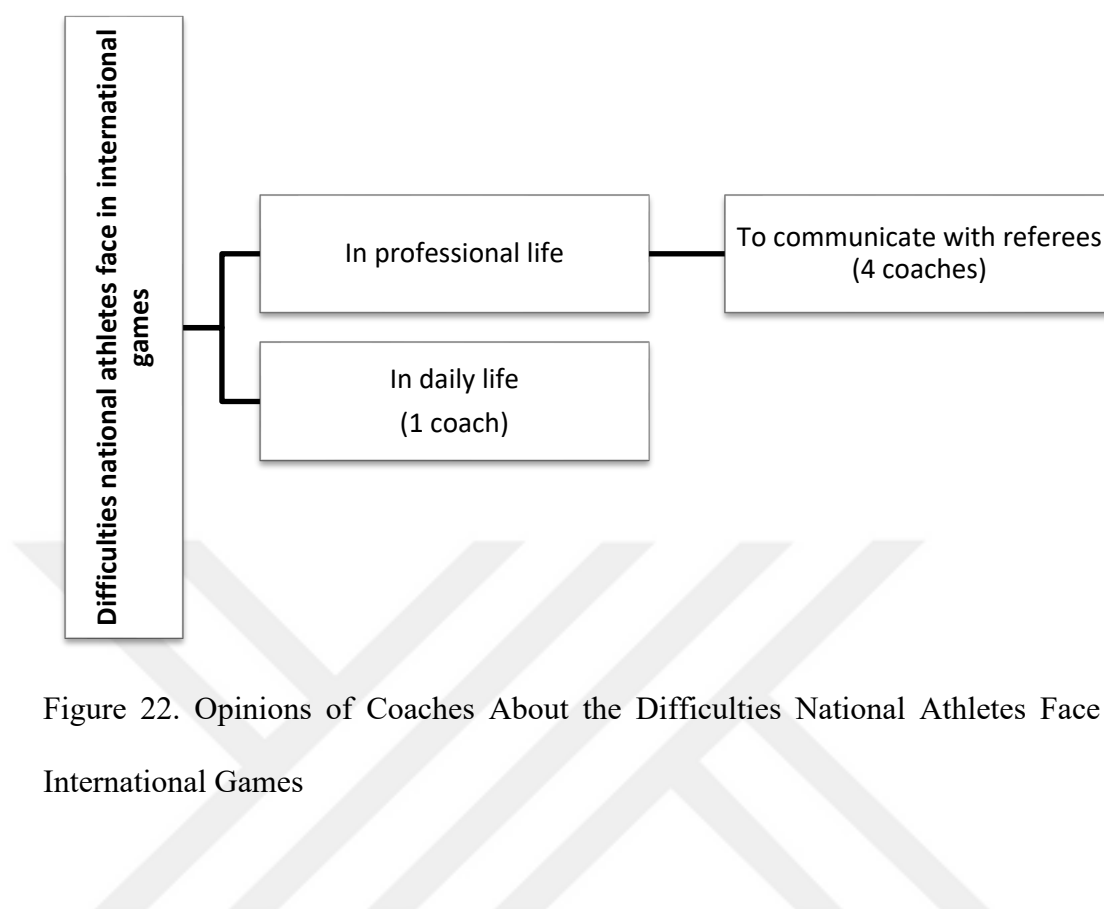 Difficulties national athletes face in international
games
In professional life
To communicate with referees
(4 coaches)
In daily life
(1 coach)
Figure 22. Opinions of Coaches About the Difficulties National Athletes Face
International Games